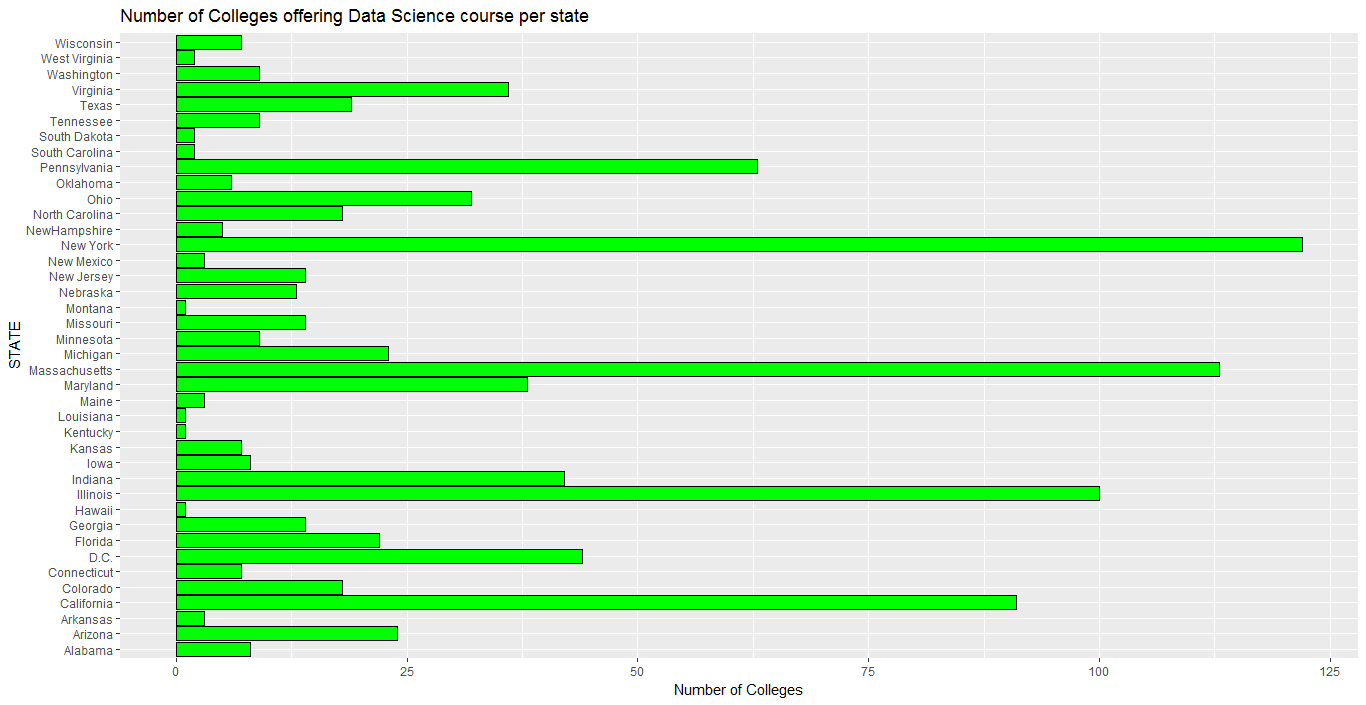 Number of Colleges offering Data Science course per state
Wisconsin
West Virginia
Washington
Virginia
Texas
Tennessee
South Dakota
South Carolina
Pennsylvania
Oklahoma
Ohio
North Carolina
NewHampshire
New York
New Mexico
New Jersey
Nebraska
Montana
Missouri
Minnesota
Michigan
Massachusetts
Maryland
Maine
Louisiana
Kentucky
Kansas
Iowa
Indiana
Illinois
Hawaii
Georgia
Florida
D.C.
Connecticut
Colorado
California
Arkansas
Arizona
Alabama
STATE
0 25 50 75 100 125
Number of Colleges